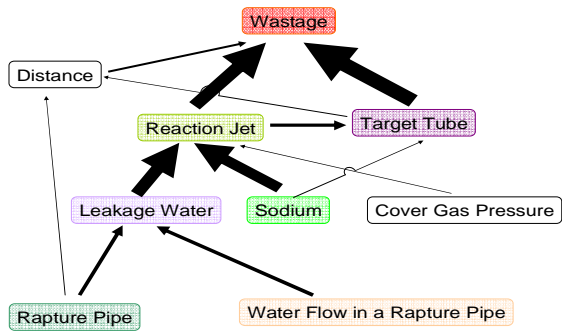 Wastage
Distance
Reaction Jet
Target Tube
Leakage Water
Sodium
Cover Gas Pressure
Rapture Pipe
Water Flow in a Rapture Pipe